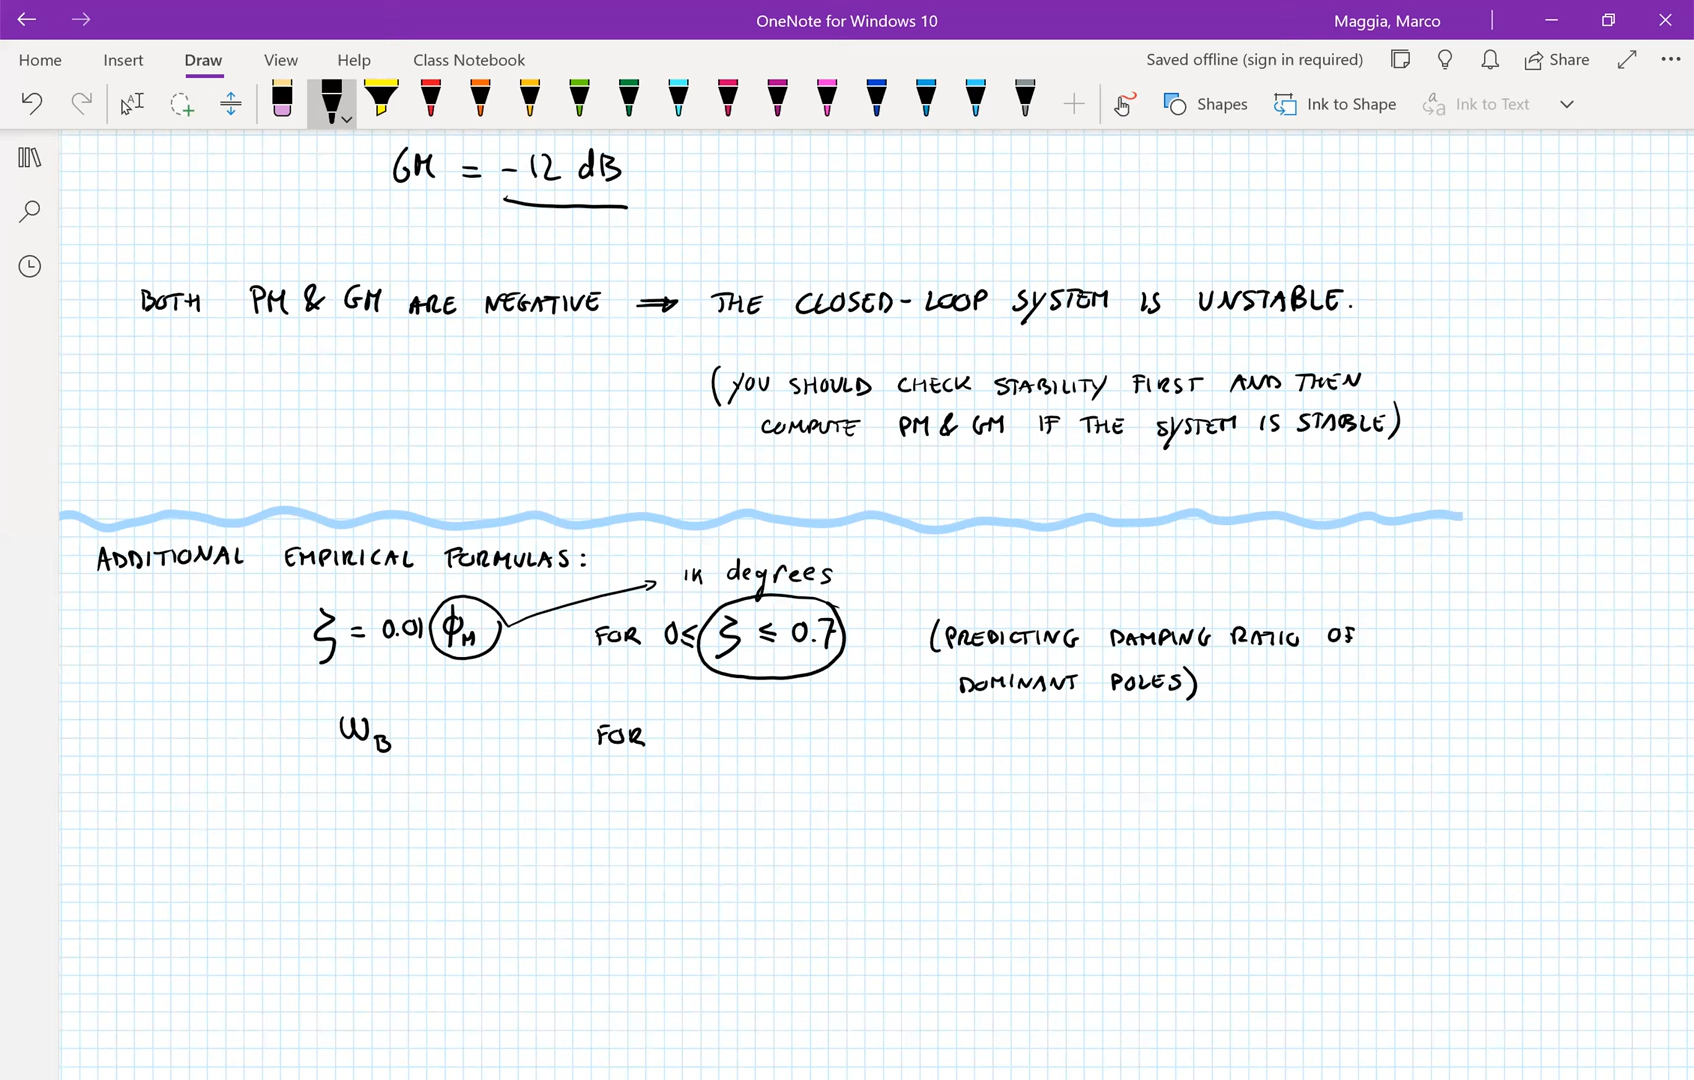 OneNote for Windows 10
Maggia, Marco
Home Insert Draw View Help Class Notebook
Saved offline (sign in required) Share
Shapes Ink to Shape Ink to Text
GM = -12 dB
BOTH PM & GM ARE NEGATIVE ⇒ THE CLOSED-LOOP SYSTEM IS UNSTABLE.
(YOU SHOULD CHECK STABILITY FIRST AND THEN
COMPUTE PM & GM IF THE SYSTEM IS STABLE)
ADDITIONAL EMPIRICAL FORMULAS:
in degrees
ζ = 0.01 ϕM FOR 0 ≤ ζ ≤ 0.7 (PREDICTING DAMPING RATIO OF
DOMINANT POLES)
ωB FOR